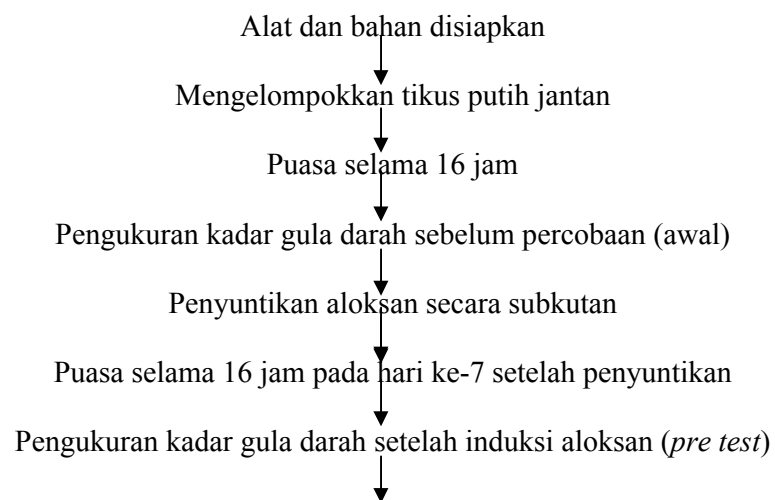 Alat dan bahan disiapkan
Mengelompokkan tikus putih jantan
Puasa selama 16 jam
Pengukuran kadar gula darah sebelum percobaan (awal)
Penyuntikan aloksan secara subkutan
Puasa selama 16 jam pada hari ke-7 setelah penyuntikan
Pengukuran kadar gula darah setelah induksi aloksan (pre test)